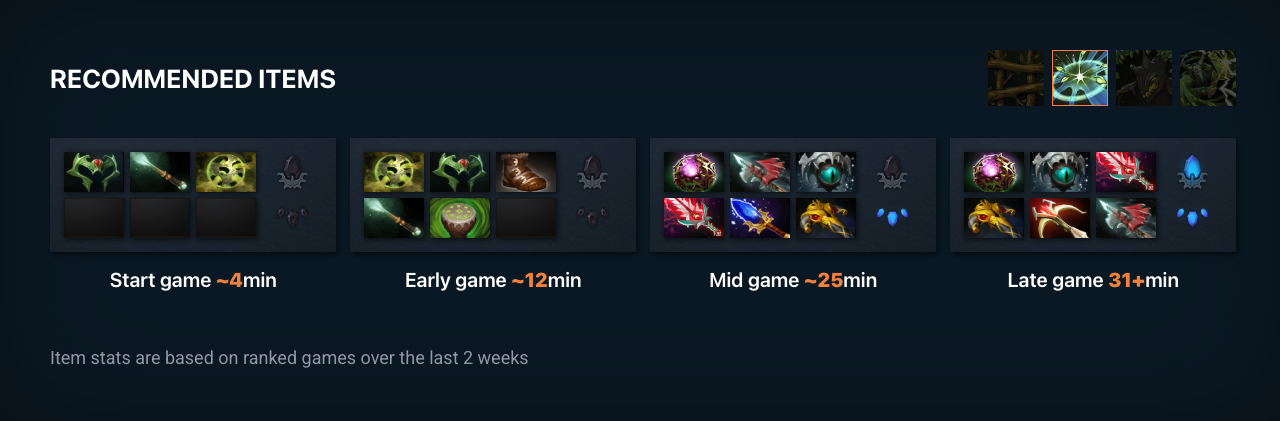 RECOMMENDED ITEMS
Start game ~4min
Early game ~12min
Mid game ~25min
Late game 31+min
Item stats are based on ranked games over the last 2 weeks